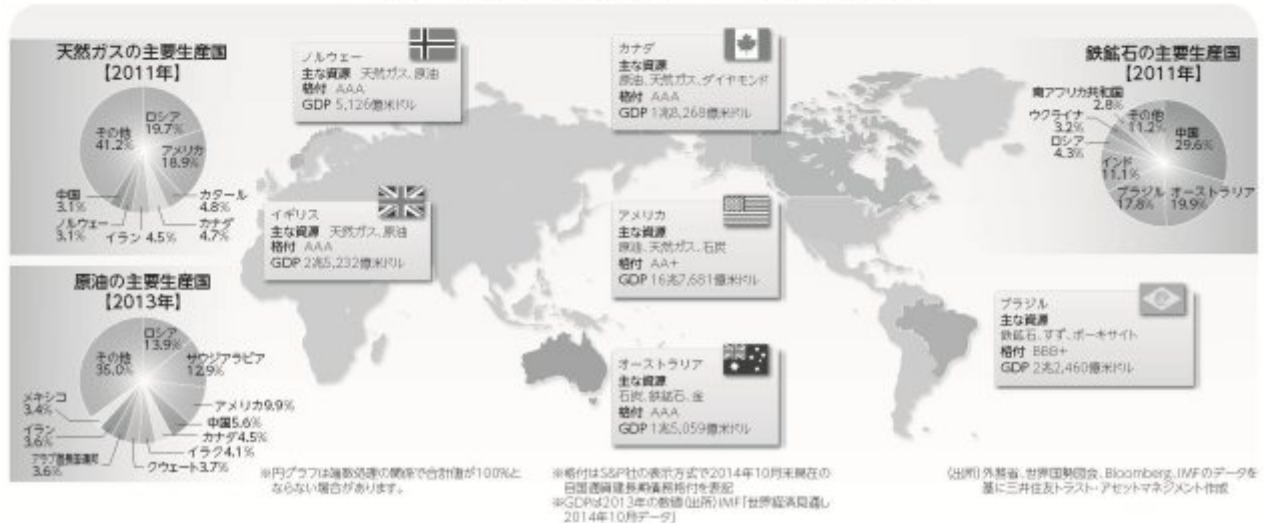 天然ガスの主要生産国
【2011年】
ロシア
19.7%
アメリカ
18.9%
カタール
4.8%
カナダ
4.7%
イラン 4.5%
ノルウェー
3.1%
中国
3.1%
その他
41.2%
原油の主要生産国
【2013年】
ロシア
13.9%
サウジアラビア
12.9%
アメリカ9.9%
中国5.6%
カナダ4.5%
イラク4.1%
クウェート3.7%
アラブ首長国連邦
3.6%
イラン
3.6%
メキシコ
3.4%
その他
35.0%
ノルウェー
主な資源 天然ガス、原油
格付 AAA
GDP 5,126億米ドル
イギリス
主な資源 天然ガス、原油
格付 AAA
GDP 2兆5,232億米ドル
カナダ
主な資源
原油、天然ガス、ダイヤモンド
格付 AAA
GDP 1兆8,268億米ドル
アメリカ
主な資源
原油、天然ガス、石炭
格付 AA+
GDP 16兆7,681億米ドル
オーストラリア
主な資源
石炭、鉄鉱石、金
格付 AAA
GDP 1兆5,059億米ドル
鉄鉱石の主要生産国
【2011年】
中国
29.6%
オーストラリア
19.9%
ブラジル
17.8%
インド
11.1%
ロシア
4.3%
ウクライナ
3.2%
南アフリカ共和国
2.8%
その他
11.2%
ブラジル
主な資源
鉄鉱石、すず、ボーキサイト
格付 BBB+
GDP 2兆2,460億米ドル
※円グラフは端数処理の関係で合計値が100%と
ならない場合があります。
※格付はS&P社の表示方式で2014年10月末現在の
自国通貨建長期債務格付を表記
※GDPは2013年の数値(出所)IMF「世界経済見通し
2014年10月データ」
(出所)外務省、世界国勢図会、Bloomberg、IMFのデータを
基に三井住友トラスト・アセットマネジメント作成